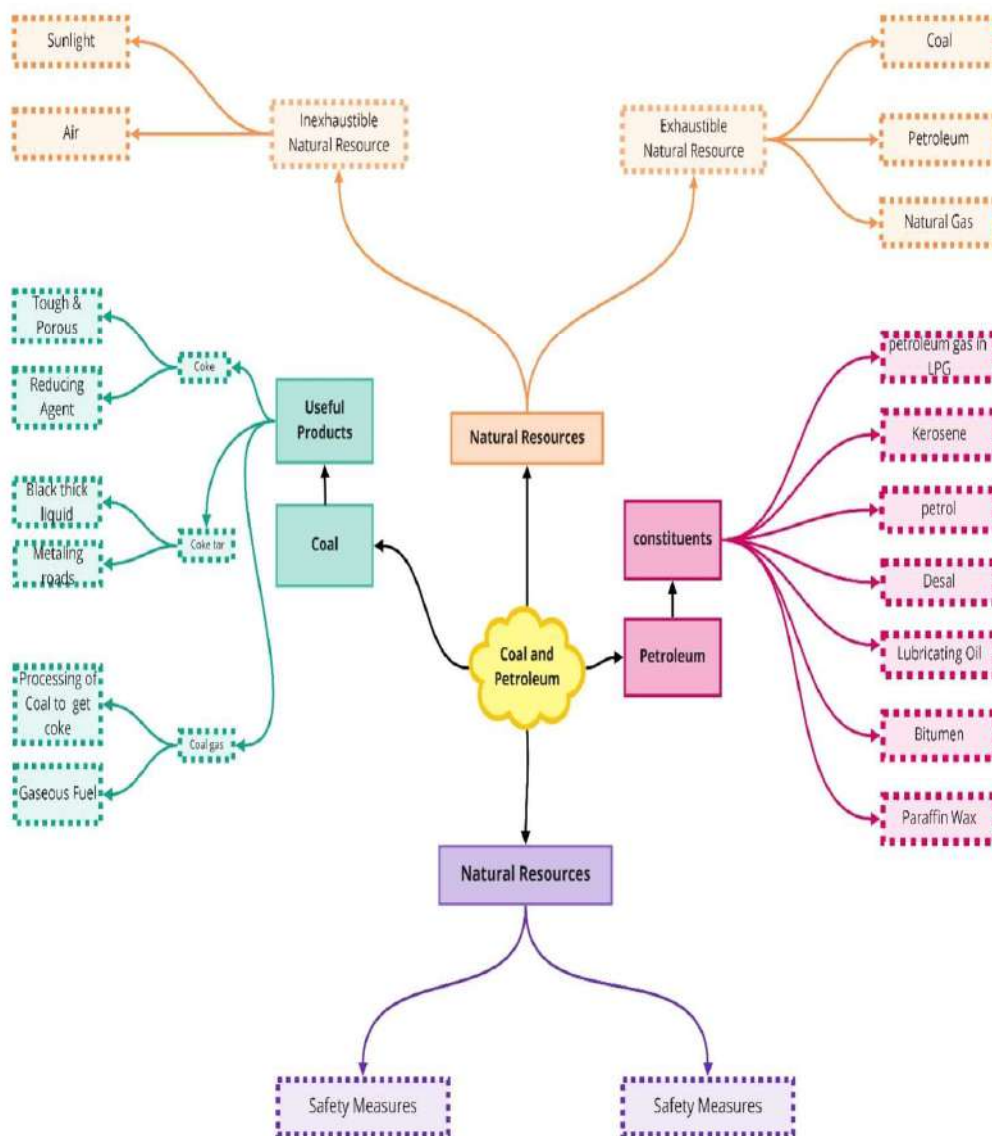 Sunlight
Air
Inexhaustible
Natural Resource
Exhaustible
Natural Resource
Coal
Petroleum
Natural Gas
Tough &
Porous
Reducing
Agent
Coke
Useful
Products
Natural Resources
petroleum gas in
LPG
Kerosene
petrol
Desal
Lubricating Oil
Bitumen
Paraffin Wax
constituents
Petroleum
Black thick
liquid
Metaling
roads
Coke tar
Coal
Coal and
Petroleum
Processing of
Coal to get
coke
Gaseous Fuel
Coal gas
Natural Resources
Safety Measures
Safety Measures